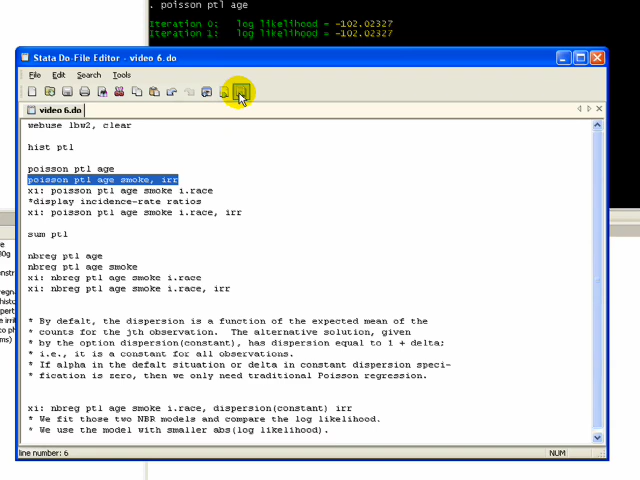 . poisson ptl age
Iteration 0:   log likelihood = -102.02327
Iteration 1:   log likelihood = -102.02327
Stata Do-File Editor - video 6.do
File Edit Search Tools
video 6.do
webuse lbw2, clear
hist ptl
poisson ptl age
poisson ptl age smoke, irr
xi: poisson ptl age smoke i.race
*display incidence-rate ratios
xi: poisson ptl age smoke i.race, irr
sum ptl
nbreg ptl age
nbreg ptl age smoke
xi: nbreg ptl age smoke i.race
xi: nbreg ptl age smoke i.race, irr
* By defalt, the dispersion is a function of the expected mean of the
* counts for the jth observation.  The alternative solution, given
* by the option dispersion(constant), has dispersion equal to 1 + delta;
* i.e., it is a constant for all observations.
* If alpha in the defalt situation or delta in constant dispersion speci-
* fication is zero, then we only need traditional Poisson regression.
xi: nbreg ptl age smoke i.race, dispersion(constant) irr
* We fit those two NBR models and compare the log likelihood.
* We use the model with smaller abs(log likelihood).
line number: 6
NUM